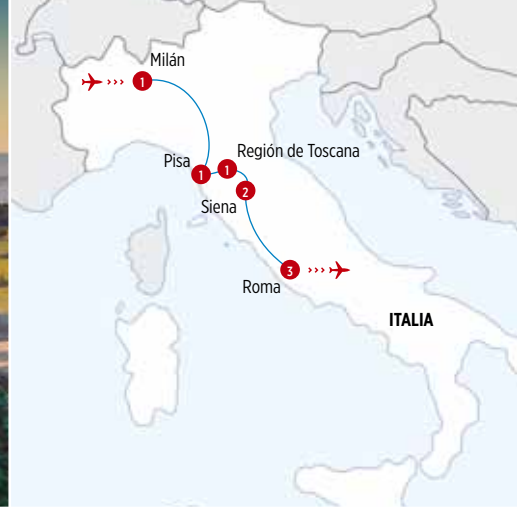 Milán
1
Región de Toscana
Pisa
1
1
2
Siena
3
Roma
ITALIA